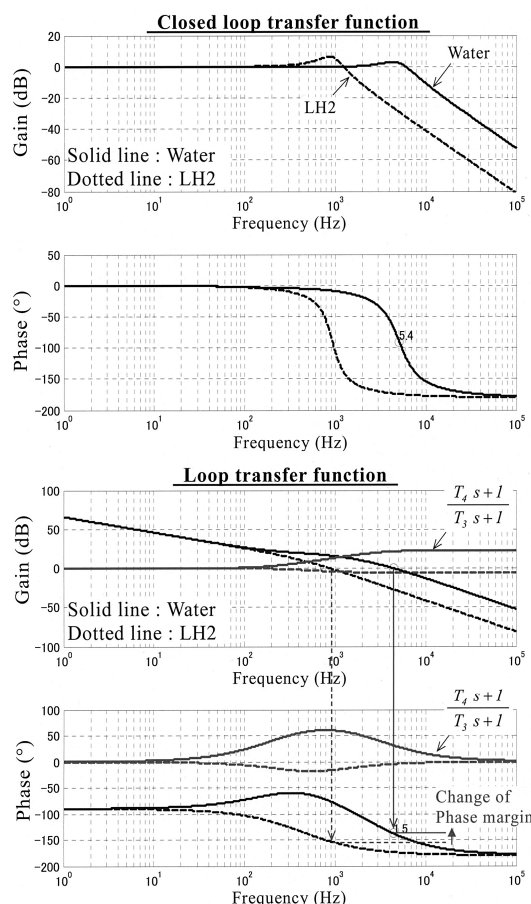 Closed loop transfer function
Gain (dB)
20
0
-20
-40
-60
-80
Water
LH2
Solid line : Water
Dotted line : LH2
10^0
10^1
10^2
10^3
10^4
10^5
Frequency (Hz)
Phase (°)
50
0
-50
-100
-150
-200
5.4
10^0
10^1
10^2
10^3
10^4
10^5
Frequency (Hz)
Loop transfer function
Gain (dB)
100
50
0
-50
-100
T4 s+1
T3 s+1
Solid line : Water
Dotted line : LH2
10^0
10^1
10^2
10^3
10^4
10^5
Frequency (Hz)
Phase (°)
100
50
0
-50
-100
-150
-200
T4 s+1
T3 s+1
Change of
Phase margin
10^0
10^1
10^2
10^3
10^4
10^5
Frequency (Hz)